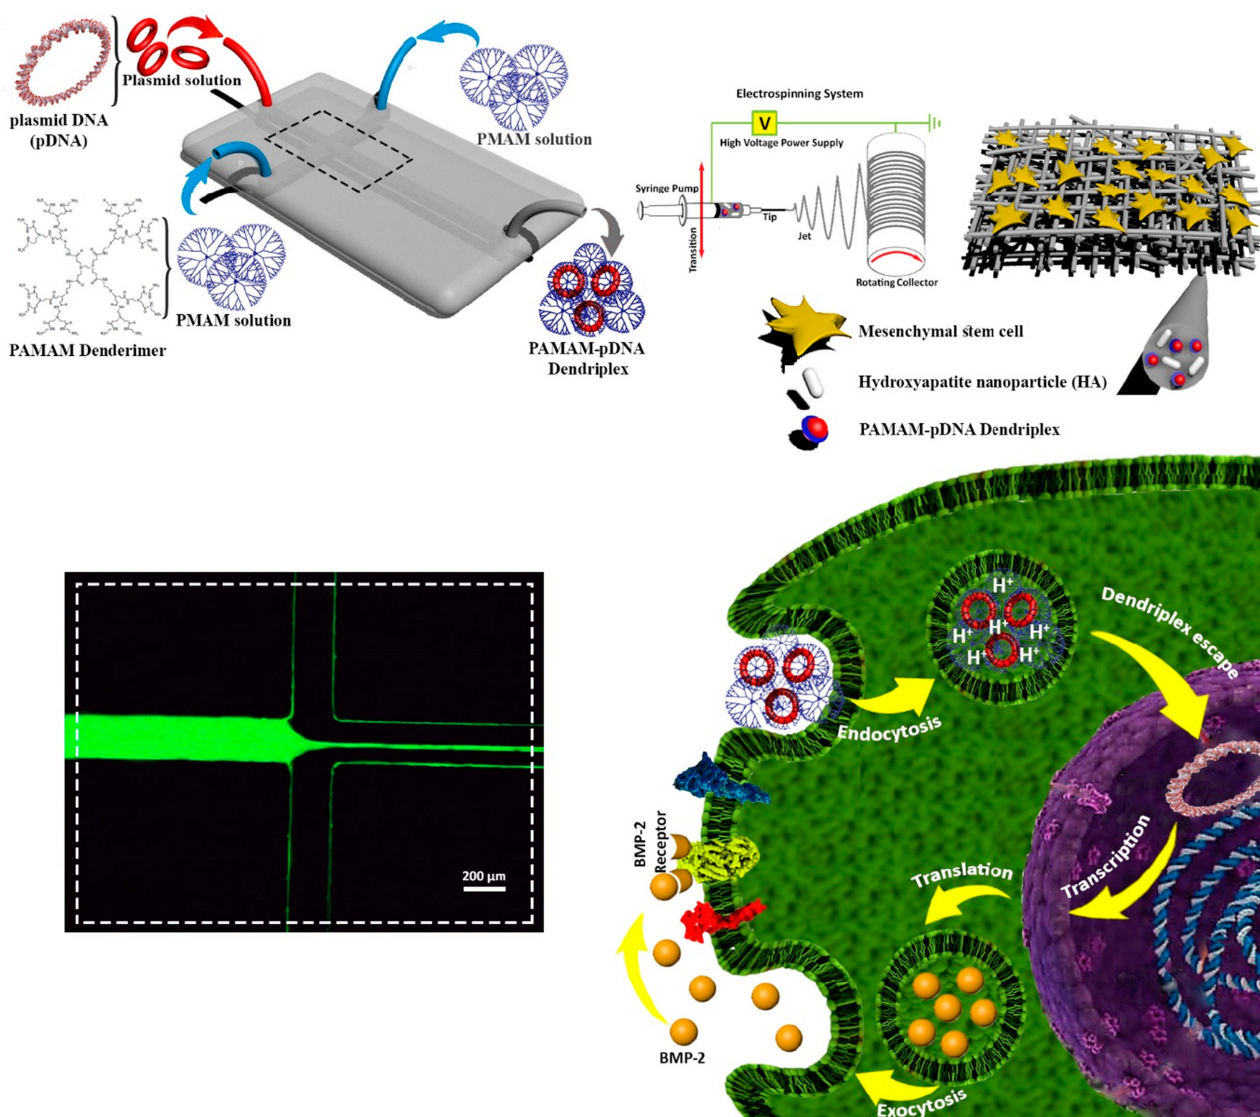 plasmid DNA
(pDNA)
Plasmid solution
PMAM solution
PAMAM Denderimer
PMAM solution
PAMAM-pDNA
Dendriplex
Electrospinning System
V
High Voltage Power Supply
Syringe Pump
Transition
Tip
Jet
Rotating Collector
Mesenchymal stem cell
Hydroxyapatite nanoparticle (HA)
PAMAM-pDNA Dendriplex
200 µm
H⁺
H⁺
H⁺
H⁺
H⁺
H⁺
Dendriplex escape
Endocytosis
BMP-2
Receptor
Transcription
Translation
BMP-2
Exocytosis